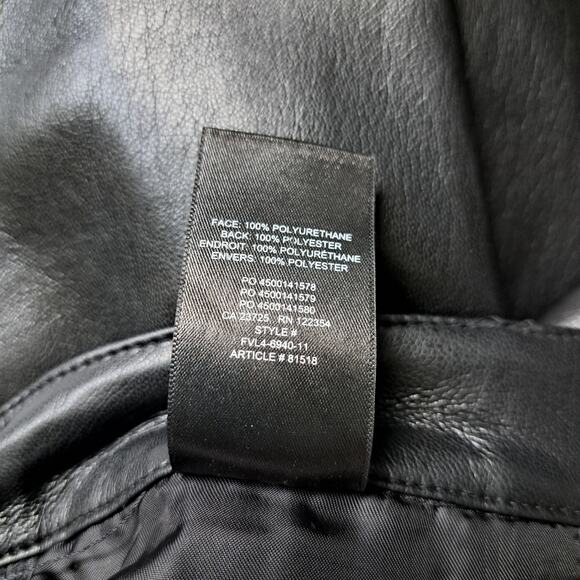 FACE: 100% POLYURETHANE
BACK: 100% POLYESTER
ENDROIT: 100% POLYURÉTHANE
ENVERS: 100% POLYESTER
PO 4500141578
PO 4500141579
PO 4500141580
CA 23725 RN 122354
STYLE #
FVL4-6940-11
ARTICLE # 81518